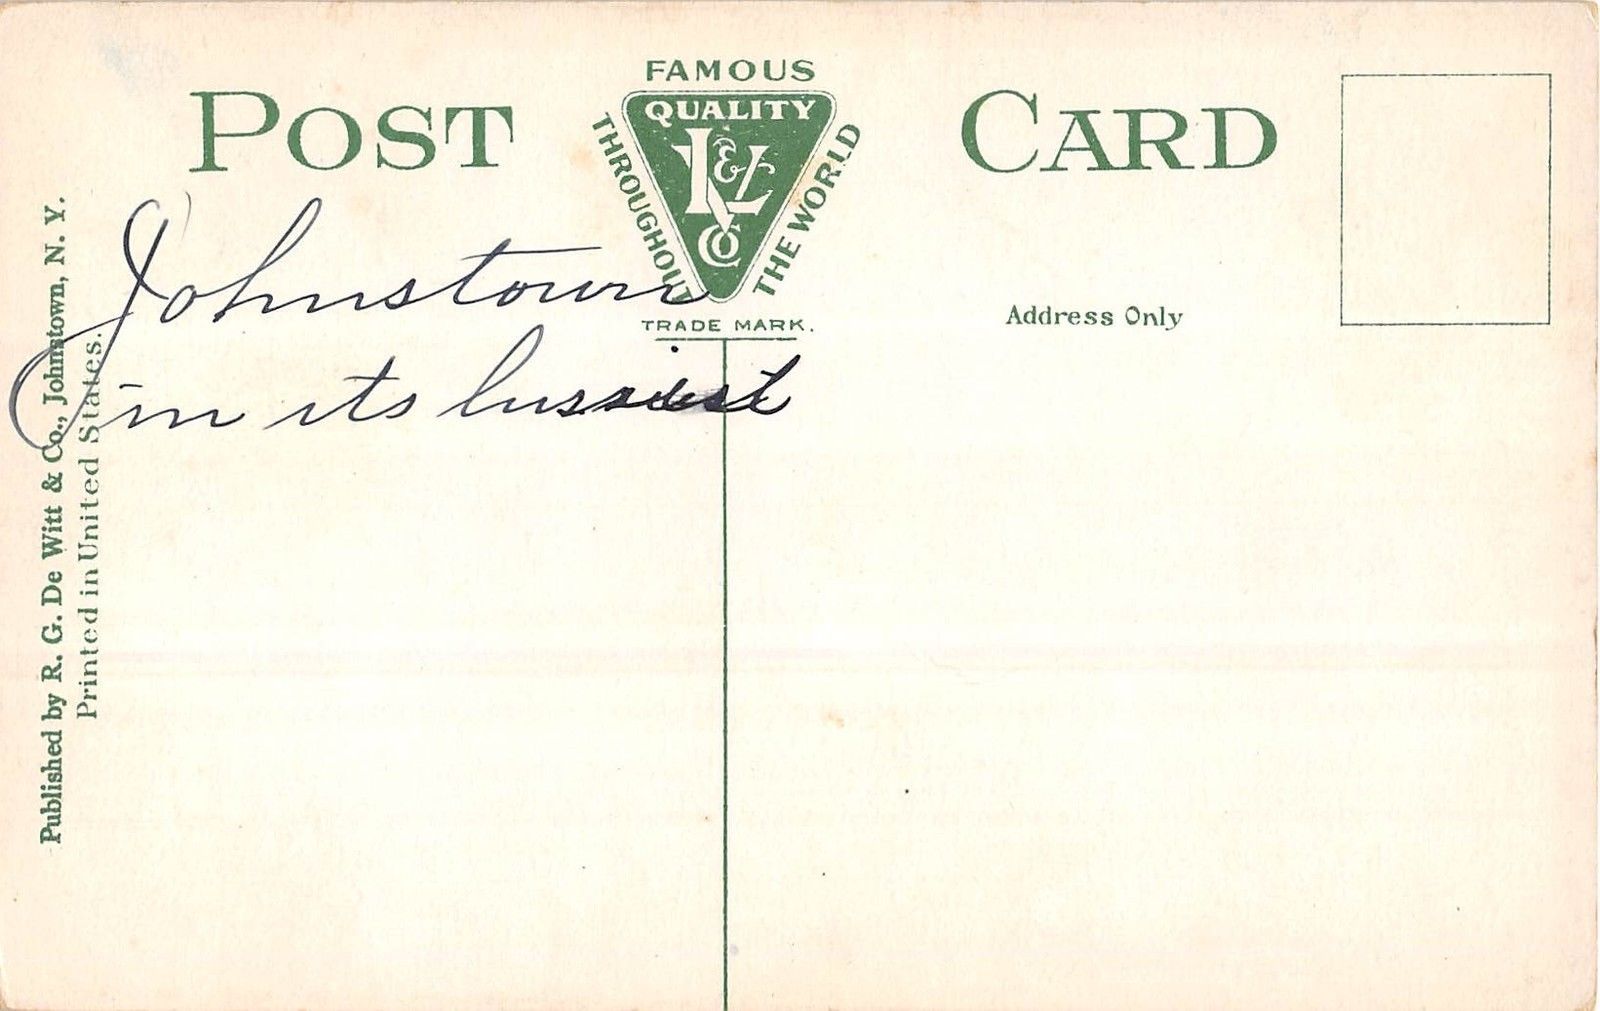 FAMOUS
POST
QUALITY
CARD
THROUGHOUT
L & L
Co
THE WORLD
TRADE MARK.
Address Only
Johnstown
in its bussiest
Published by R. G. De Witt & Co., Johnstown, N. Y.
Printed in United States.